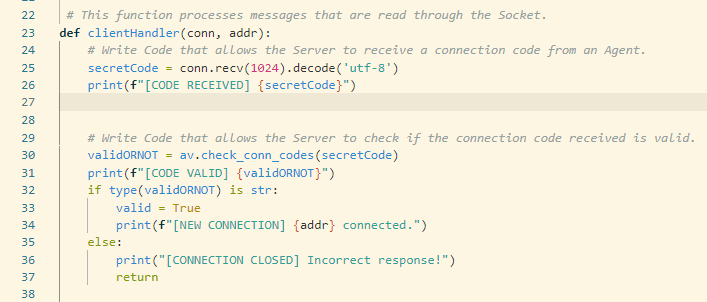 22 # This function processes messages that are read through the Socket.
23 def clientHandler(conn, addr):
24 # Write Code that allows the Server to receive a connection code from an Agent.
25 secretCode = conn.recv(1024).decode('utf-8')
26 print(f"[CODE RECEIVED] {secretCode}")
27
28
29 # Write Code that allows the Server to check if the connection code received is valid.
30 validORNOT = av.check_conn_codes(secretCode)
31 print(f"[CODE VALID] {validORNOT}")
32 if type(validORNOT) is str:
33 valid = True
34 print(f"[NEW CONNECTION] {addr} connected.")
35 else:
36 print("[CONNECTION CLOSED] Incorrect response!")
37 return
38